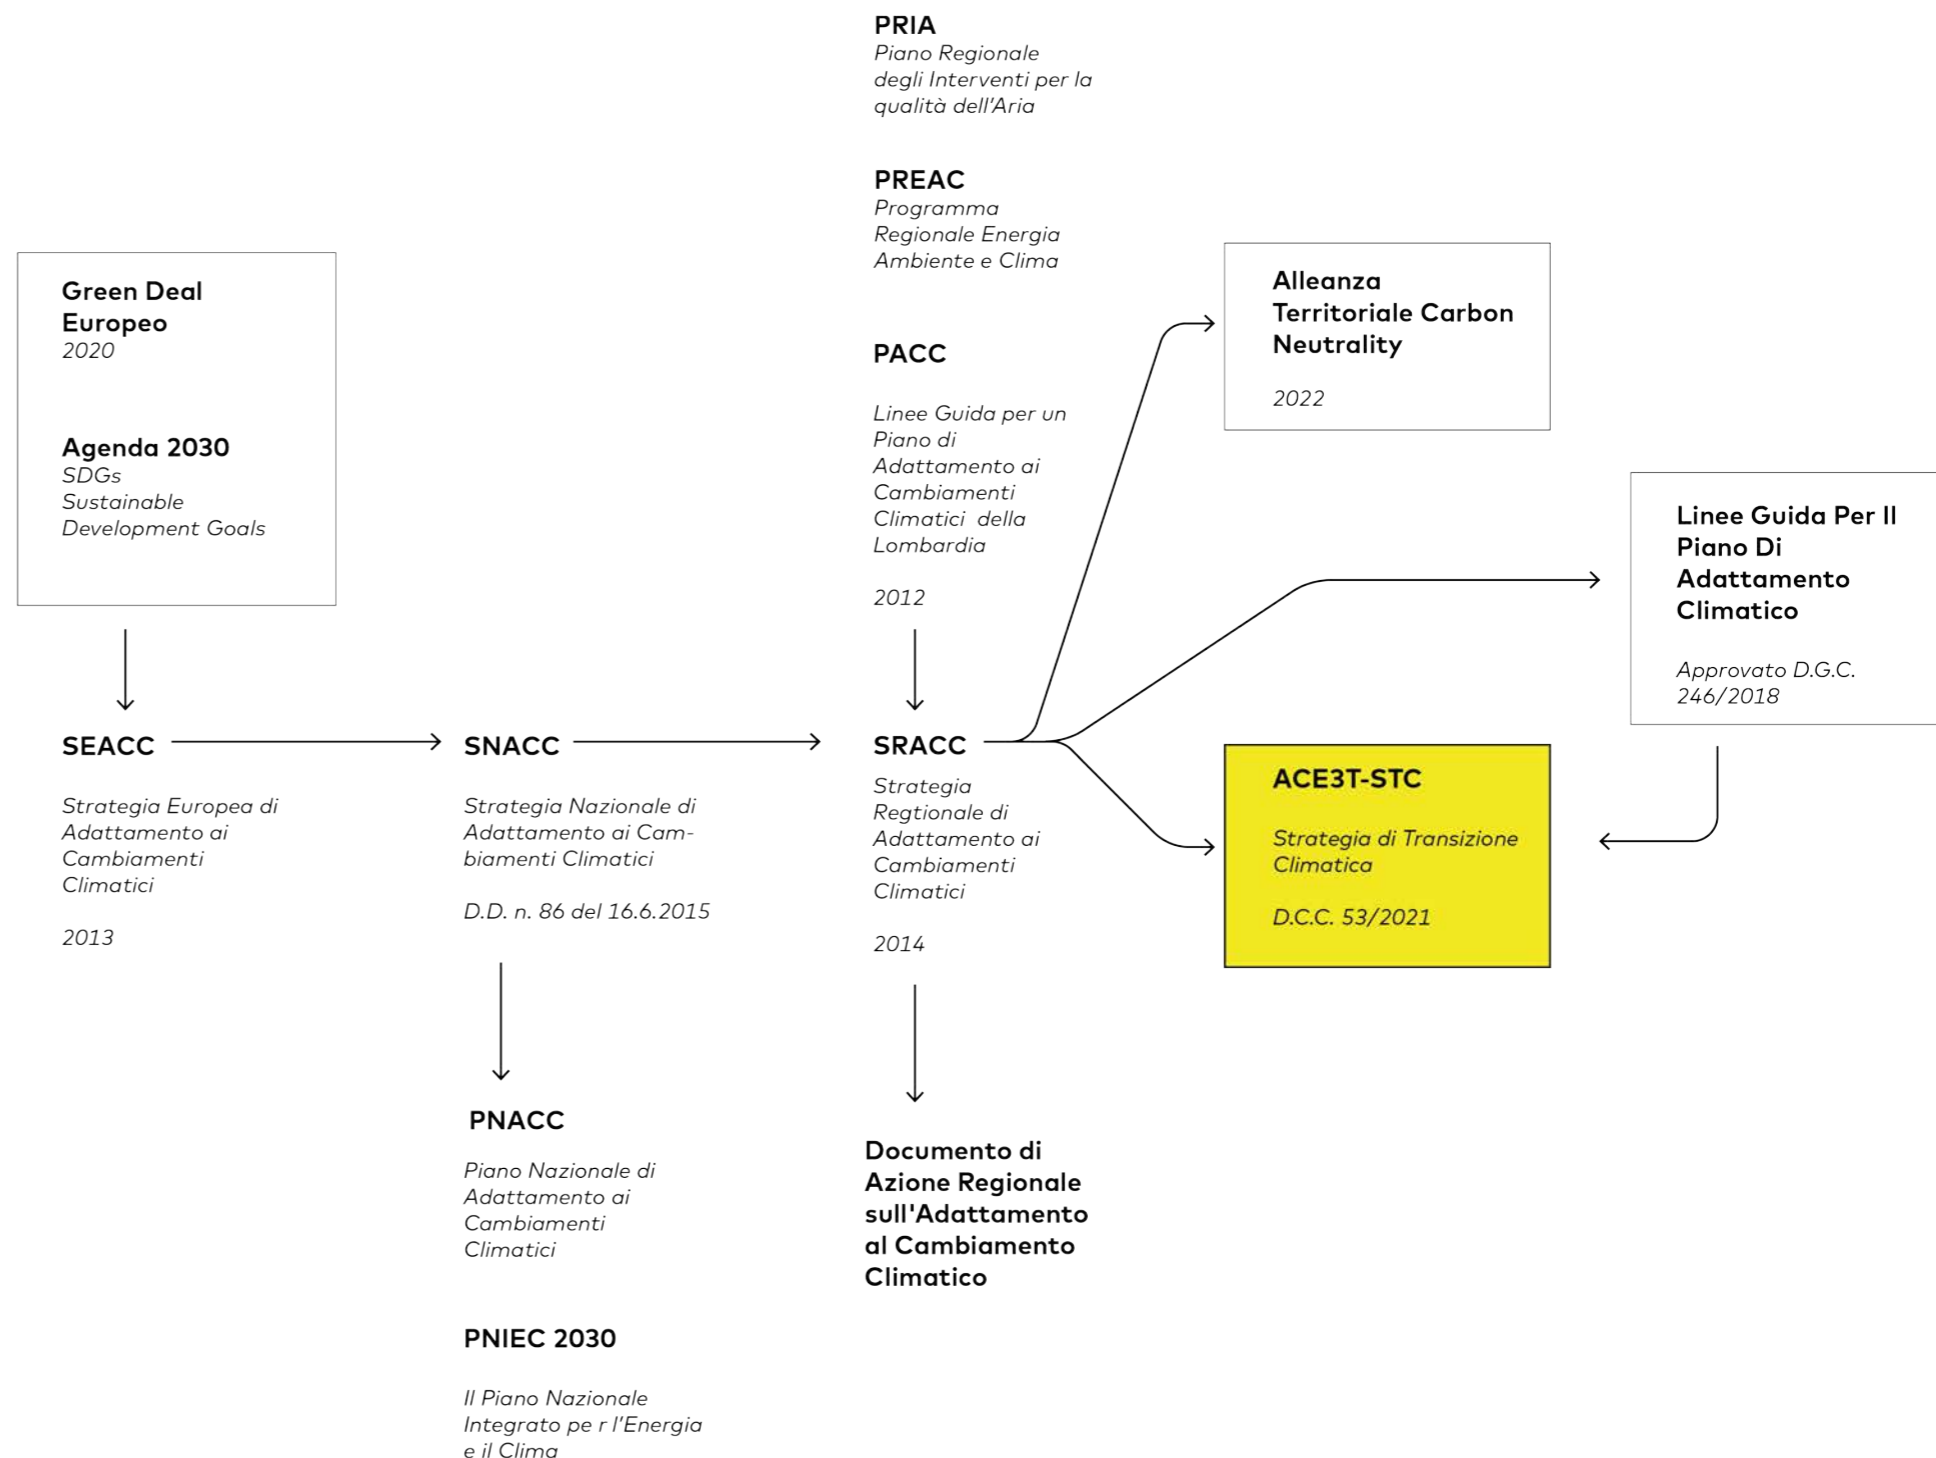 PRIA
Piano Regionale
degli Interventi per la
qualità dell'Aria
PREAC
Programma
Regionale Energia
Ambiente e Clima
PACC
Linee Guida per un
Piano di
Adattamento ai
Cambiamenti
Climatici della
Lombardia
2012
Green Deal
Europeo
2020
Agenda 2030
SDGs
Sustainable
Development Goals
Alleanza
Territoriale Carbon
Neutrality
2022
Linee Guida Per Il
Piano Di
Adattamento
Climatico
Approvato D.G.C.
246/2018
SEACC
Strategia Europea di
Adattamento ai
Cambiamenti
Climatici
2013
SNACC
Strategia Nazionale di
Adattamento ai Cam-
biamenti Climatici
D.D. n. 86 del 16.6.2015
SRACC
Strategia
Regtionale di
Adattamento ai
Cambiamenti
Climatici
2014
ACE3T-STC
Strategia di Transizione
Climatica
D.C.C. 53/2021
PNACC
Piano Nazionale di
Adattamento ai
Cambiamenti
Climatici
Documento di
Azione Regionale
sull'Adattamento
al Cambiamento
Climatico
PNIEC 2030
Il Piano Nazionale
Integrato pe r l'Energia
e il Clima